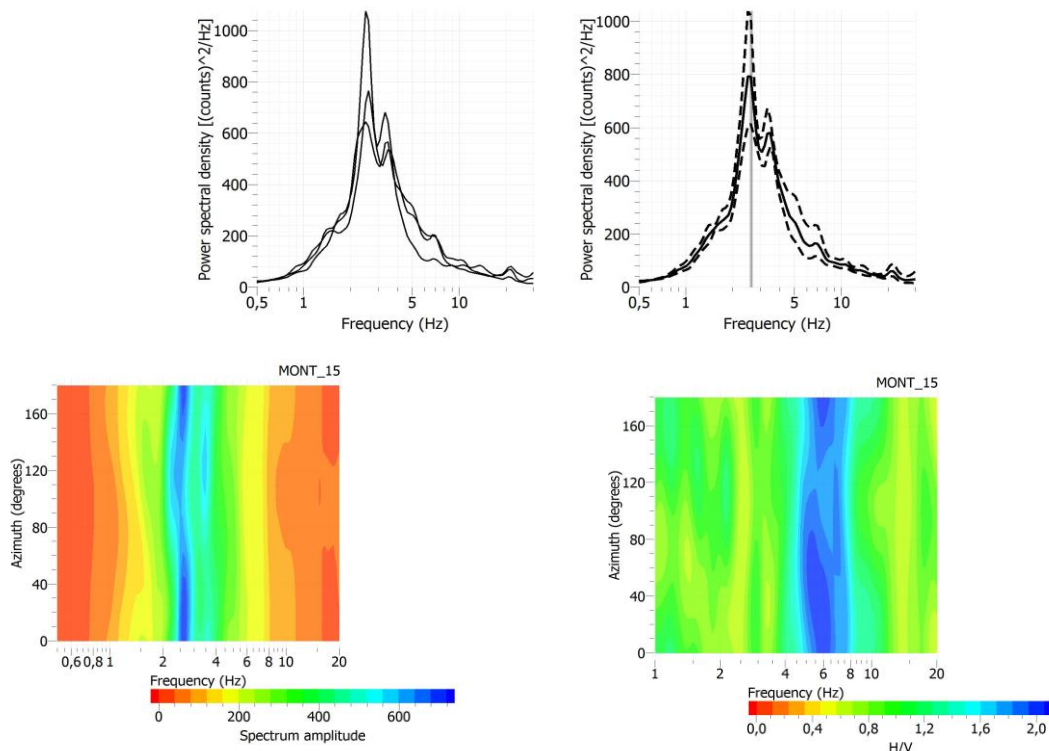 Power spectral density [(counts)^2/Hz]
1000
800
600
400
200
0
0,5 1 5 10
Frequency (Hz)
Power spectral density [(counts)^2/Hz]
1000
800
600
400
200
0
0,5 1 5 10
Frequency (Hz)
MONT_15
Azimuth (degrees)
160
120
80
40
0
0,6 0,8 1 2 4 6 8 10 20
Frequency (Hz)
0 200 400 600
Spectrum amplitude
MONT_15
Azimuth (degrees)
160
120
80
40
0
1 2 4 6 8 10 20
Frequency (Hz)
0,0 0,4 0,8 1,2 1,6 2,0
H/V